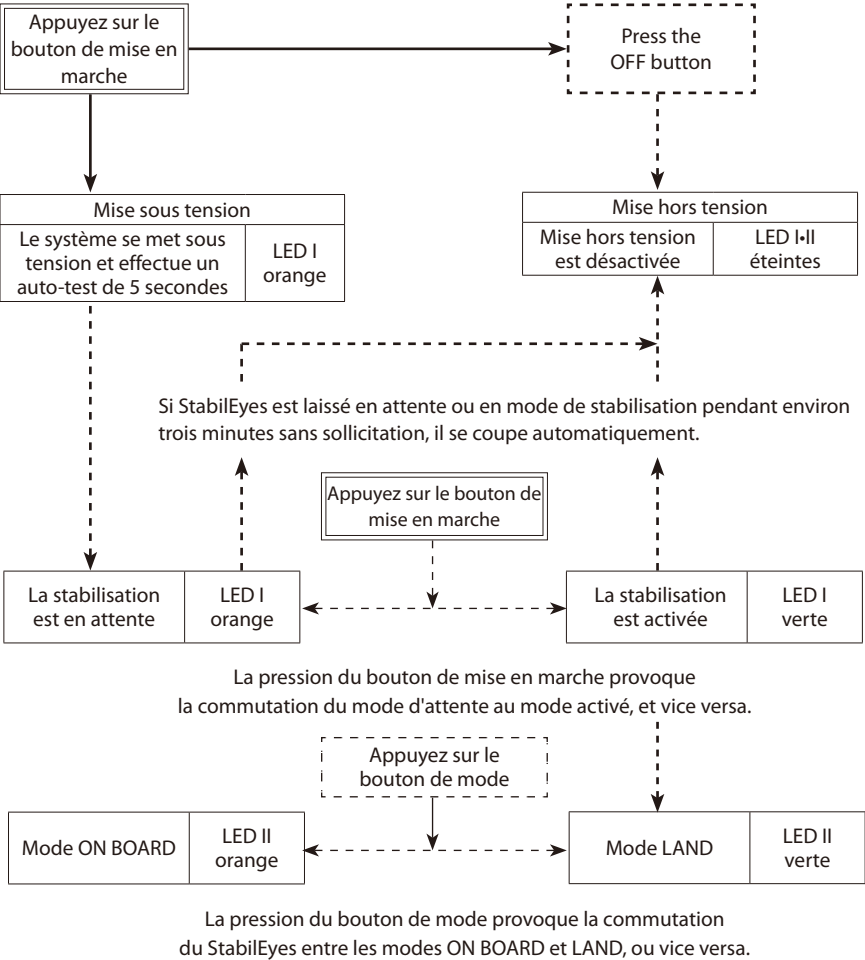 Appuyez sur le
bouton de mise en
marche
Press the
OFF button
Mise sous tension
Le système se met sous
tension et effectue un
auto-test de 5 secondes
LED I
orange
Mise hors tension
Mise hors tension
est désactivée
LED I•II
éteintes
Si StabilEyes est laissé en attente ou en mode de stabilisation pendant environ
trois minutes sans sollicitation, il se coupe automatiquement.
Appuyez sur le bouton de
mise en marche
La stabilisation
est en attente
LED I
orange
La stabilisation
est activée
LED I
verte
La pression du bouton de mise en marche provoque
la commutation du mode d'attente au mode activé, et vice versa.
Appuyez sur le
bouton de mode
Mode ON BOARD
LED II
orange
Mode LAND
LED II
verte
La pression du bouton de mode provoque la commutation
du StabilEyes entre les modes ON BOARD et LAND, ou vice versa.